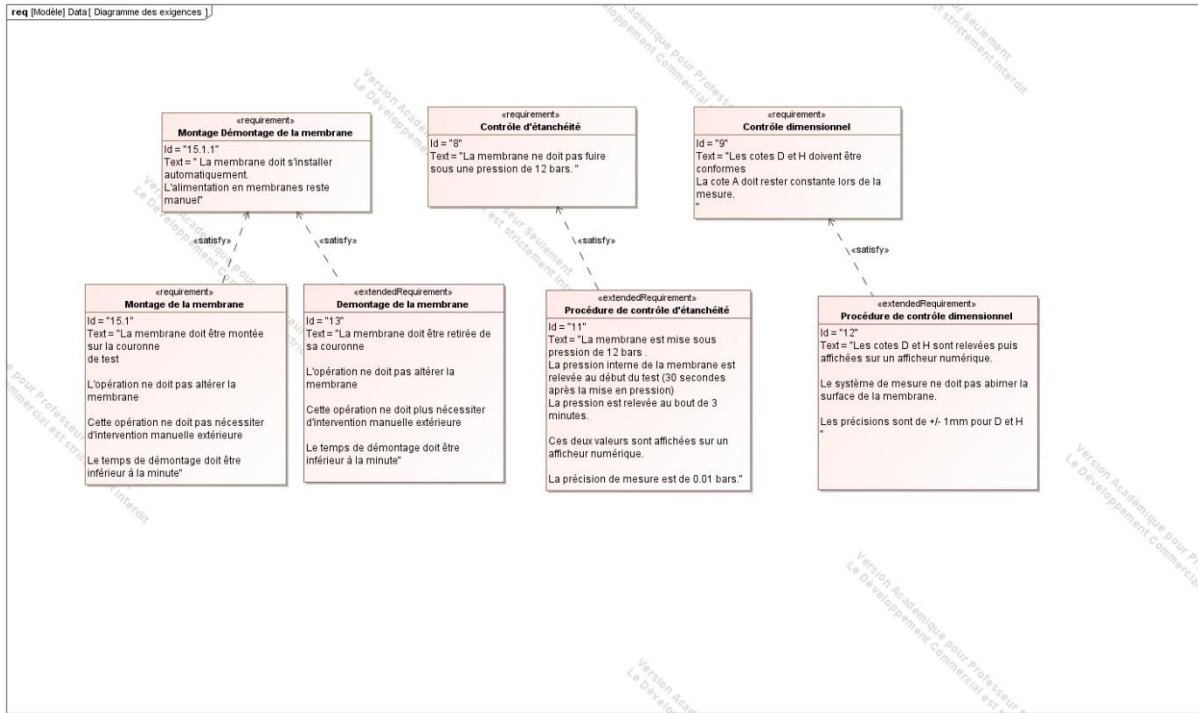 req [Modèle] Data [ Diagramme des exigences ]
«requirement»
Montage Démontage de la membrane
Id = "15.1.1"
Text = " La membrane doit s'installer
automatiquement.
L'alimentation en membranes reste
manuel"
«requirement»
Contrôle d'étanchéité
Id = "8"
Text = "La membrane ne doit pas fuire
sous une pression de 12 bars. "
«requirement»
Contrôle dimensionnel
Id = "9"
Text = "Les cotes D et H doivent être
conformes
La cote A doit rester constante lors de la
mesure.
"
«satisfy»
«satisfy»
«satisfy»
«satisfy»
«requirement»
Montage de la membrane
Id = "15.1"
Text = "La membrane doit être montée
sur la couronne
de test
L'opération ne doit pas altérer la
membrane
Cette opération ne doit pas nécessiter
d'intervention manuelle extérieure
Le temps de démontage doit être
inférieur à la minute"
«extendedRequirement»
Demontage de la membrane
Id = "13"
Text = "La membrane doit être retirée de
sa couronne
L'opération ne doit pas altérer la
membrane
Cette opération ne doit plus nécessiter
d'intervention manuelle extérieure
Le temps de démontage doit être
inférieur à la minute"
«extendedRequirement»
Procédure de contrôle d'étanchéité
Id = "11"
Text = "La membrane est mise sous
pression de 12 bars .
La pression interne de la membrane est
relevée au début du test (30 secondes
après la mise en pression)
La pression est relevée au bout de 3
minutes.
Ces deux valeurs sont affichées sur un
afficheur numérique.
La précision de mesure est de 0.01 bars."
«extendedRequirement»
Procédure de contrôle dimensionnel
Id = "12"
Text = "Les cotes D et H sont relevées puis
affichées sur un afficheur numérique.
Le système de mesure ne doit pas abimer la
surface de la membrane.
Les précisions sont de +/- 1mm pour D et H
"
Version Académique pour Professeur Seulement
Le Développement Commercial est strictement interdit